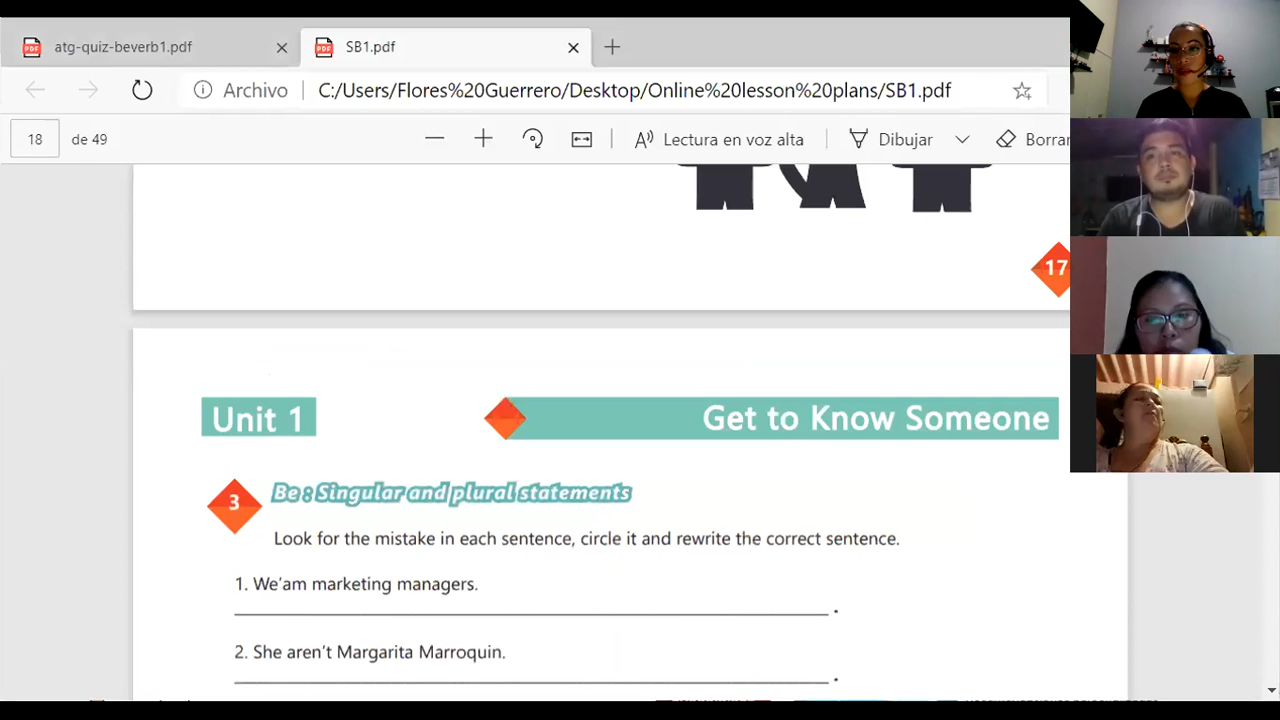 atg-quiz-beverb1.pdf
SB1.pdf
Archivo
C:/Users/Flores%20Guerrero/Desktop/Online%20lesson%20plans/SB1.pdf
18 de 49
Lectura en voz alta
Dibujar
Borrar
17
Unit 1
Get to Know Someone
3
Be : Singular and plural statements
Look for the mistake in each sentence, circle it and rewrite the correct sentence.
1. We'am marketing managers.
2. She aren't Margarita Marroquin.